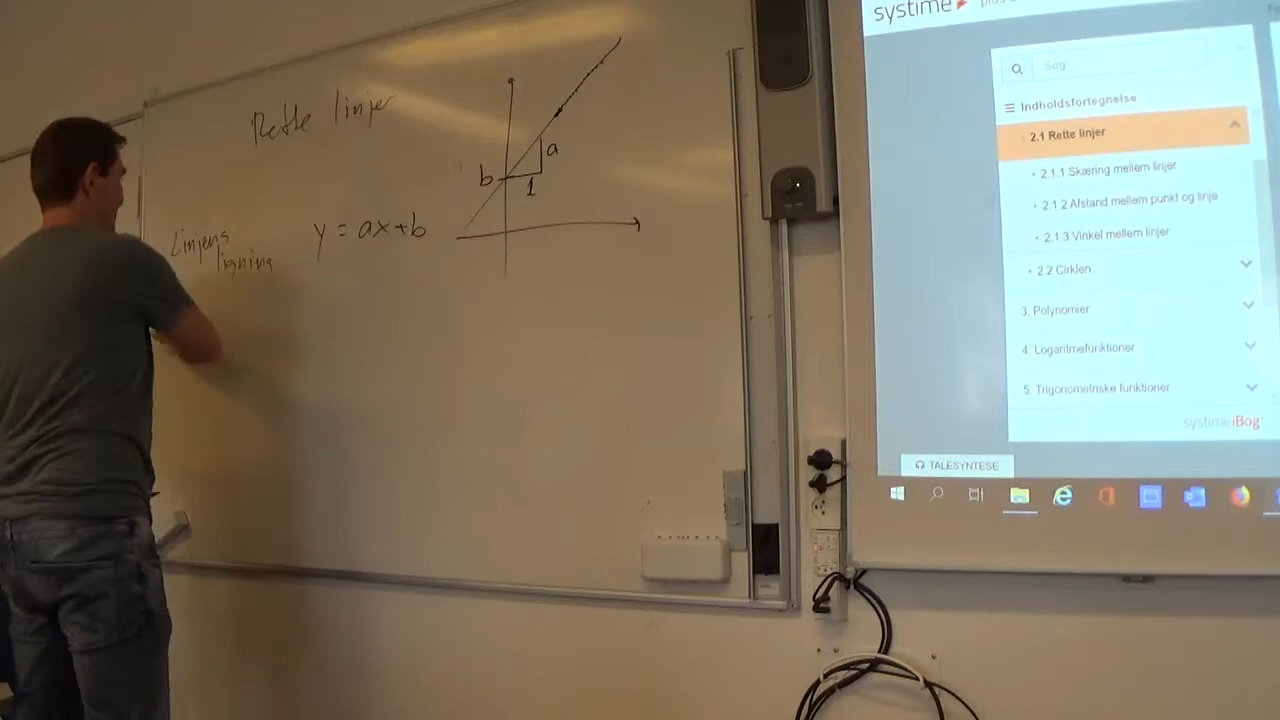 Rette linjer
b
a
1
Linjens
ligning
y = ax+b
systime
Søg
Indholdsfortegnelse
2.1 Rette linjer
2.1.1 Skæring mellem linjer
2.1.2 Afstand mellem punkt og linje
2.1.3 Vinkel mellem linjer
2.2 Cirklen
3. Polynomier
4. Logaritmefunktioner
5 Trigonometriske funktioner
systime iBog
TALESYNTESE